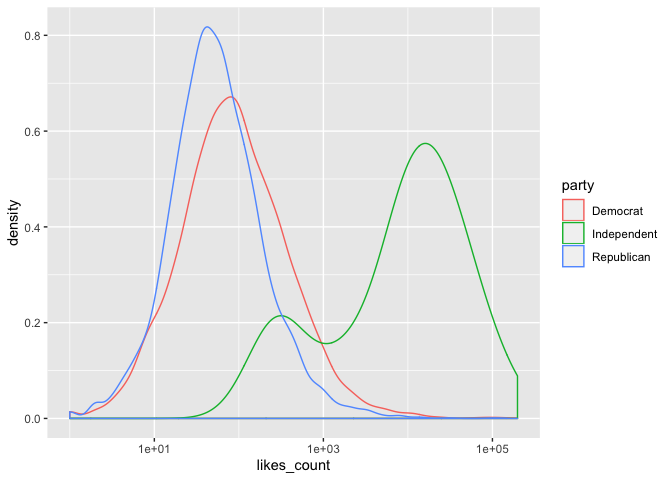 0.8
0.6
0.4
0.2
0.0
density
1e+01 1e+03 1e+05
likes_count
party
Democrat
Independent
Republican